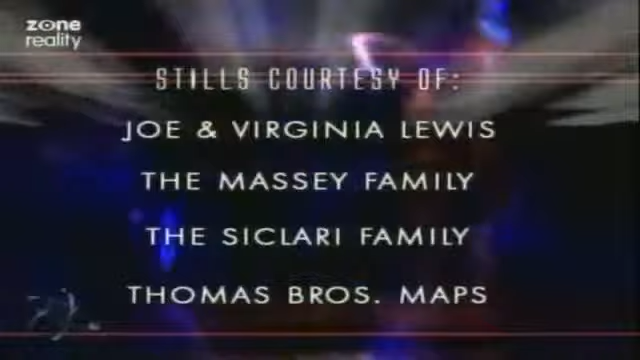 zone
reality
STILLS COURTESY OF:
JOE & VIRGINIA LEWIS
THE MASSEY FAMILY
THE SICLARI FAMILY
THOMAS BROS. MAPS